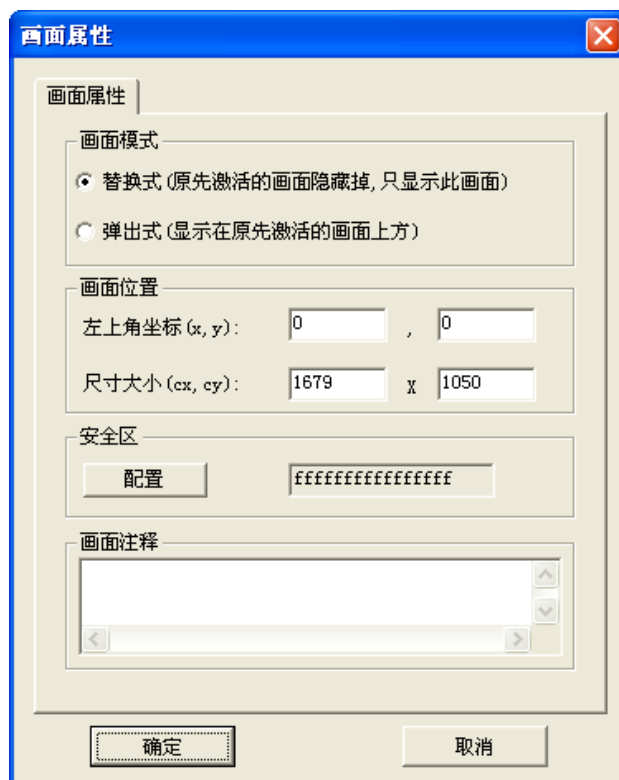 画面属性
画面属性
画面模式
替换式(原先激活的画面隐藏掉,只显示此画面)
弹出式(显示在原先激活的画面上方)
画面位置
左上角坐标(x,y): 0 , 0
尺寸大小(cx,cy): 1679 X 1050
安全区
配置 ffffffffffffffff
画面注释
确定 取消